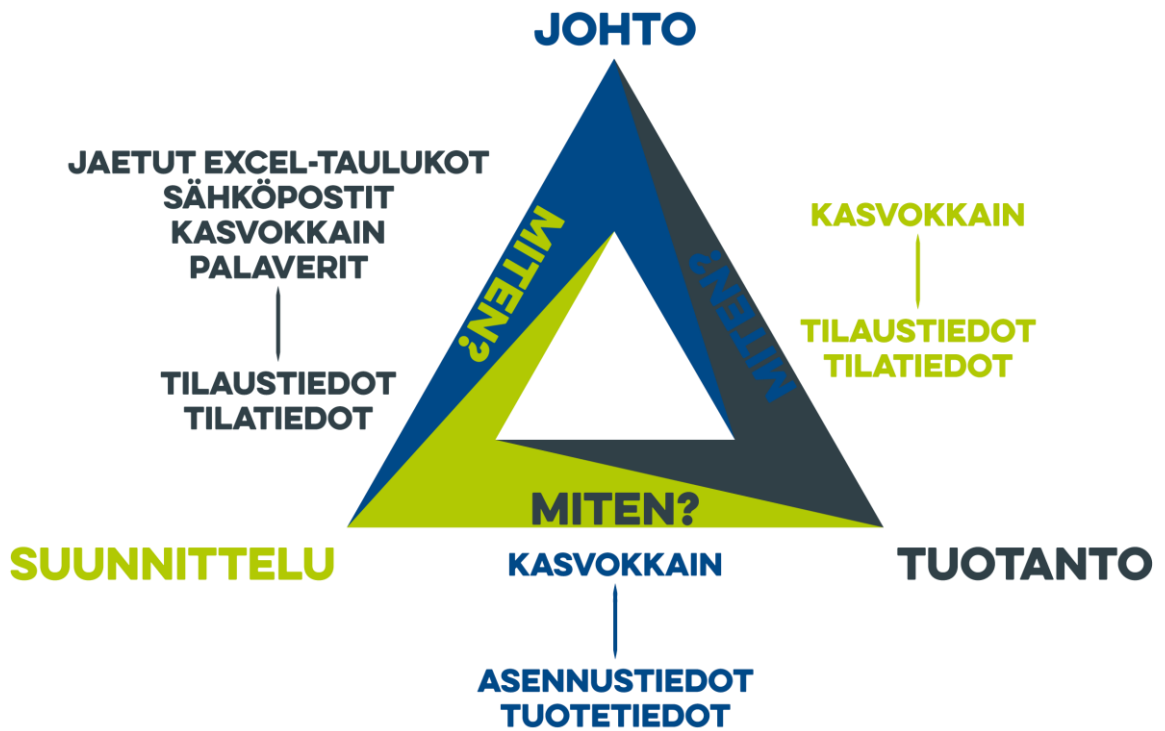 JOHTO
JAETUT EXCEL-TAULUKOT
SÄHKÖPOSTIT
KASVOKKAIN
PALAVERIT
TILAUSTIEDOT
TILATIEDOT
MITEN?
MITEN?
KASVOKKAIN
TILAUSTIEDOT
TILATIEDOT
MITEN?
SUUNNITTELU
KASVOKKAIN
TUOTANTO
ASENNUSTIEDOT
TUOTETIEDOT